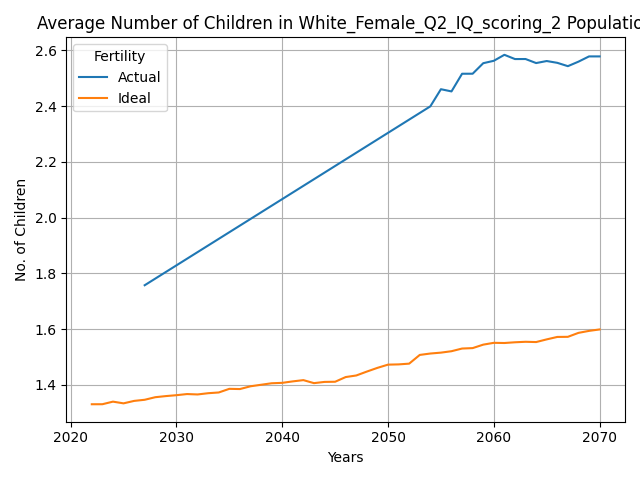 Average Number of Children in White_Female_Q2_IQ_scoring_2 Populatio
Fertility
Actual
Ideal
No. of Children
2.6
2.4
2.2
2.0
1.8
1.6
1.4
2020 2030 2040 2050 2060 2070
Years